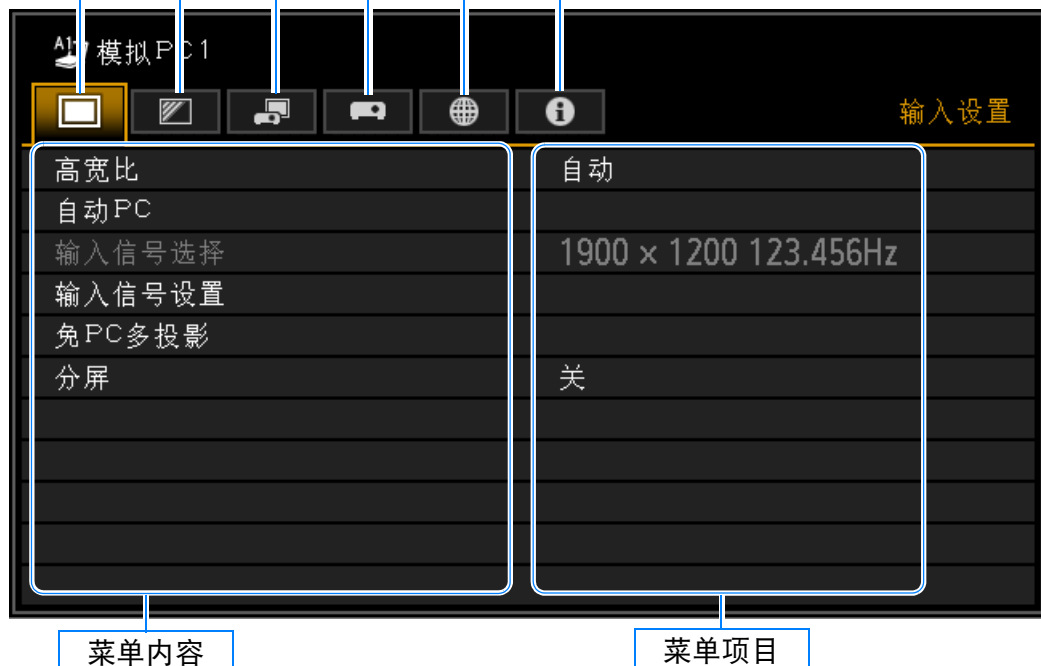 A1 模拟PC1
输入设置
高宽比 自动
自动PC
输入信号选择 1900 × 1200 123.456Hz
输入信号设置
免PC多投影
分屏 关
菜单内容 菜单项目